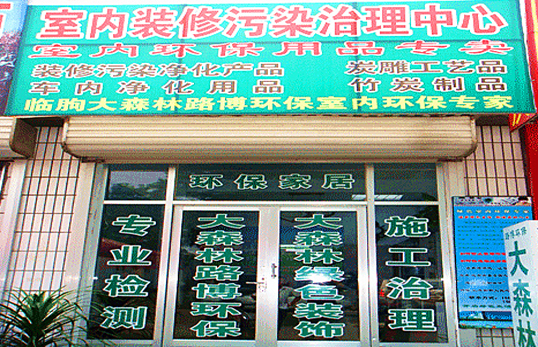 室内装修污染治理中心
室内环保用品专卖
装修污染净化产品 炭雕工艺品
车内净化用品 竹炭制品
临朐大森林路博环保室内环保专家
环保家居
专业检测
大森林路博环保
大森林绿色装饰
施工治理
大森林